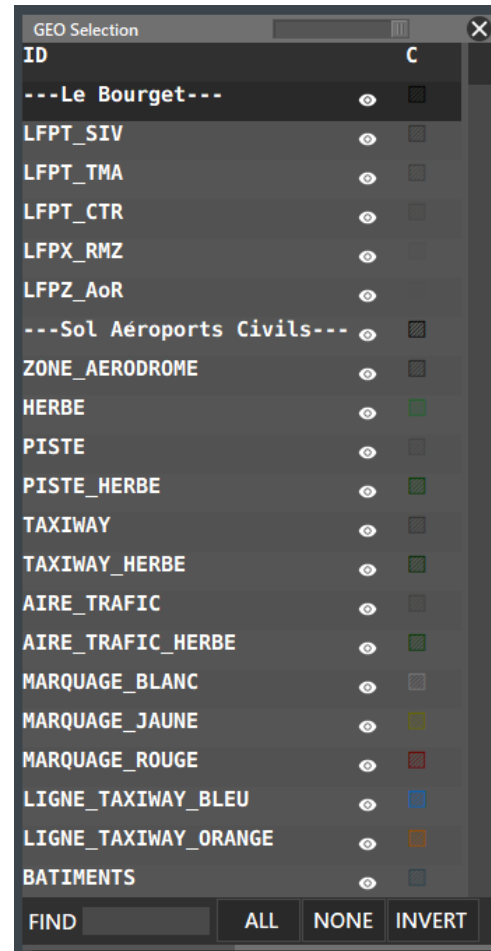 GEO Selection
ID C
---Le Bourget---
LFPT_SIV
LFPT_TMA
LFPT_CTR
LFPX_RMZ
LFPZ_AoR
---Sol Aéroports Civils---
ZONE_AERODROME
HERBE
PISTE
PISTE_HERBE
TAXIWAY
TAXIWAY_HERBE
AIRE_TRAFIC
AIRE_TRAFIC_HERBE
MARQUAGE_BLANC
MARQUAGE_JAUNE
MARQUAGE_ROUGE
LIGNE_TAXIWAY_BLEU
LIGNE_TAXIWAY_ORANGE
BATIMENTS
FIND ALL NONE INVERT